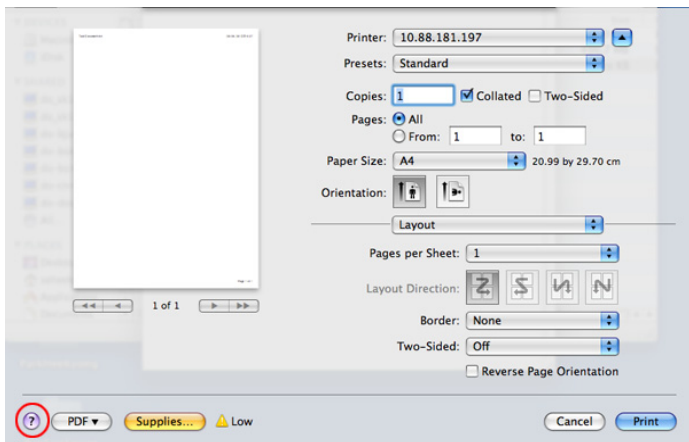 Printer: 10.88.181.197
Presets: Standard
Copies: 1 Collated Two-Sided
Pages: All
From: 1 to: 1
Paper Size: A4 20.99 by 29.70 cm
Orientation:
Layout
Pages per Sheet: 1
Layout Direction:
Border: None
Two-Sided: Off
Reverse Page Orientation
1 of 1
? PDF Supplies... Low Cancel Print